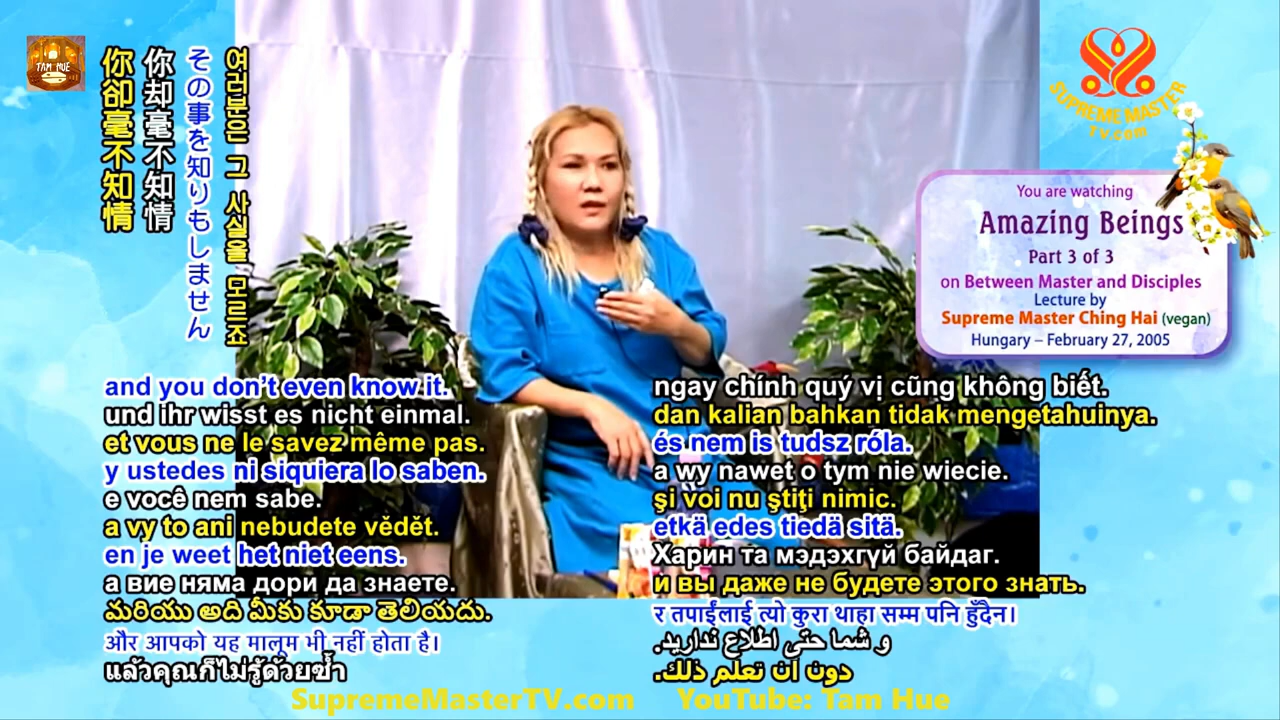 TAM HUE
你卻毫不知情
你却毫不知情
その事を知りもしません
여러분은 그 사실을 모르죠
SUPREME MASTER
TV.com
You are watching
Amazing Beings
Part 3 of 3
on Between Master and Disciples
Lecture by
Supreme Master Ching Hai (vegan)
Hungary – February 27, 2005
and you don't even know it.
und ihr wisst es nicht einmal.
et vous ne le savez même pas.
y ustedes ni siquiera lo saben.
e você nem sabe.
a vy to ani nebudete vědět.
en je weet het niet eens.
а вие няма дори да знаете.
మరియు అది మీకు కూడా తెలియదు.
और आपको यह मालूम भी नहीं होता है।
แล้วคุณก็ไม่รู้ด้วยซ้ำ
ngay chính quý vị cũng không biết.
dan kalian bahkan tidak mengetahuinya.
és nem is tudsz róla.
a wy nawet o tym nie wiecie.
şi voi nu ştiţi nimic.
etkä edes tiedä sitä.
Харин та мэдэхгүй байдаг.
и вы даже не будете этого знать.
र तपाईंलाई त्यो कुरा थाहा सम्म पनि हुँदैन।
و شما حتی اطلاع ندارید.
دون ان تعلم ذلك.
SupremeMasterTV.com
YouTube: Tam Hue